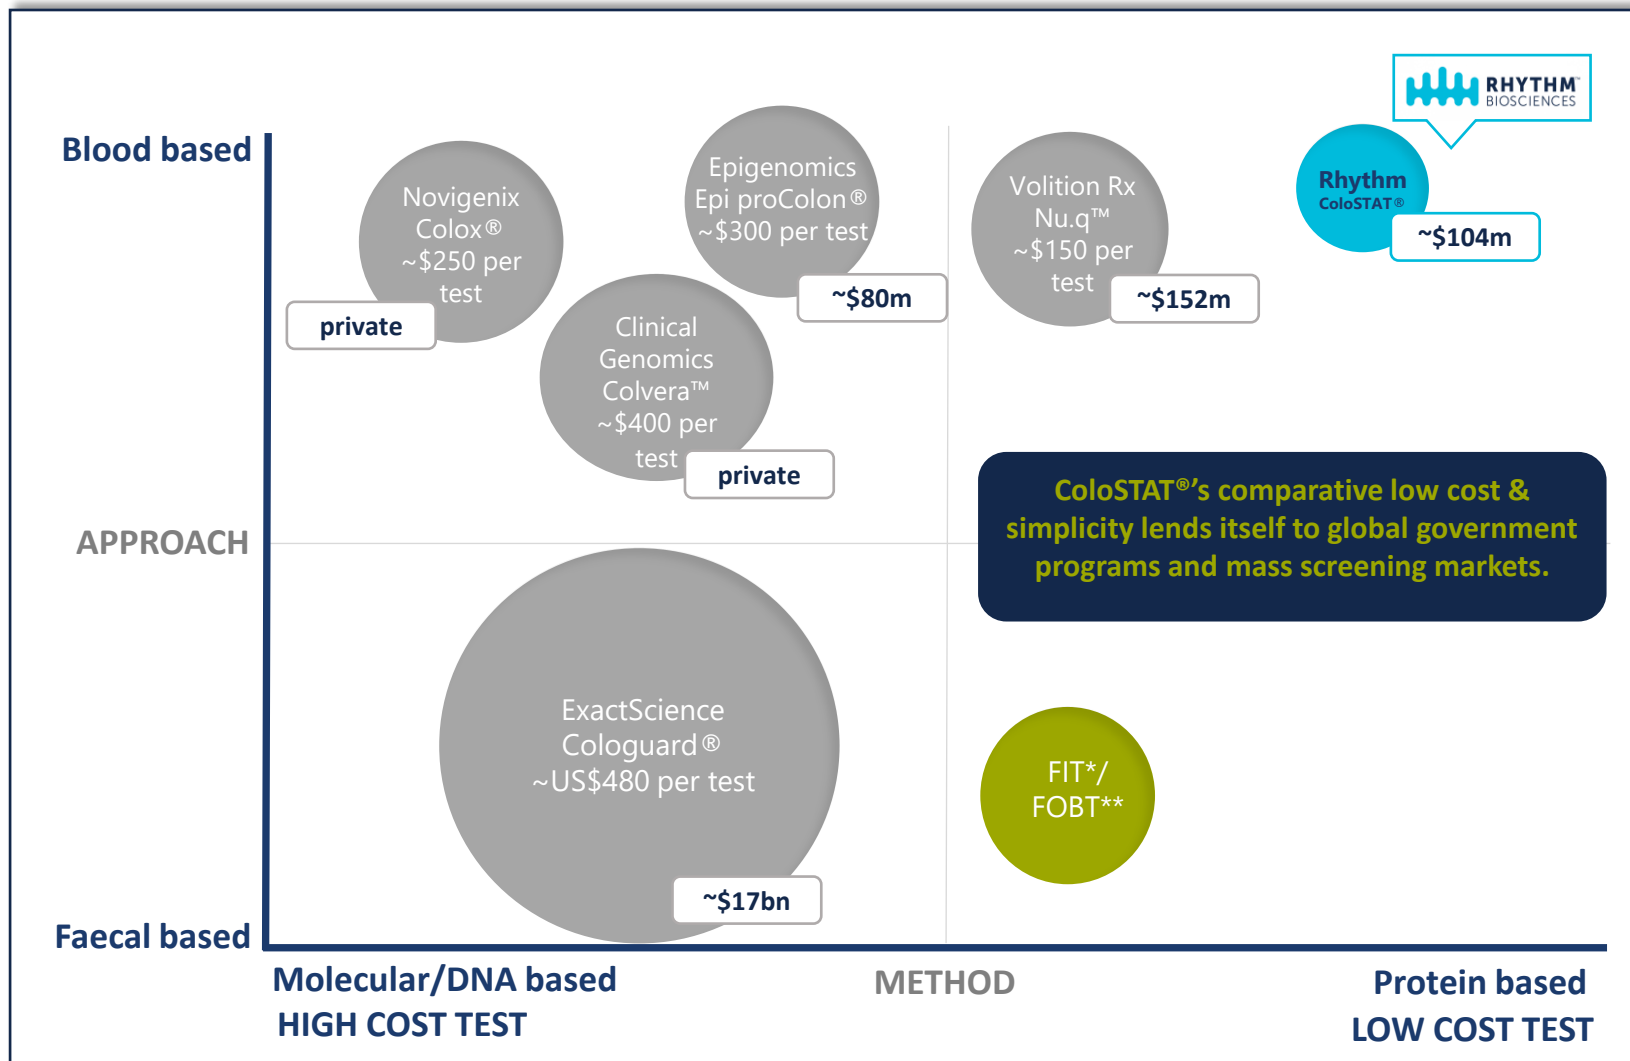 RHYTHM™
BIOSCIENCES
Blood based
Novigenix
Colox®
~$250 per
test
private
Epigenomics
Epi proColon®
~$300 per test
~$80m
Volition Rx
Nu.q™
~$150 per
test
~$152m
Rhythm
ColoSTAT®
~$104m
Clinical
Genomics
Colvera™
~$400 per
test
private
ColoSTAT®'s comparative low cost &
simplicity lends itself to global government
programs and mass screening markets.
APPROACH
ExactScience
Cologuard®
~US$480 per test
~$17bn
FIT*/
FOBT**
Faecal based
Molecular/DNA based
HIGH COST TEST
METHOD
Protein based
LOW COST TEST